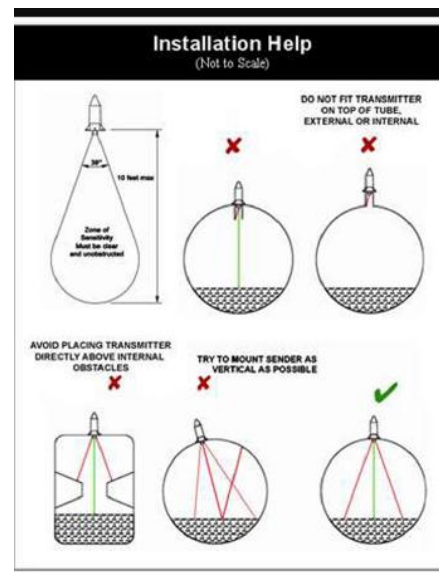 Installation Help
(Not to Scale)
DO NOT FIT TRANSMITTER
ON TOP OF TUBE,
EXTERNAL OR INTERNAL
38°
10 feet max
Zone of
Sensitivity
Must be clear
and unobstructed
AVOID PLACING TRANSMITTER
DIRECTLY ABOVE INTERNAL
OBSTACLES
TRY TO MOUNT SENDER AS
VERTICAL AS POSSIBLE